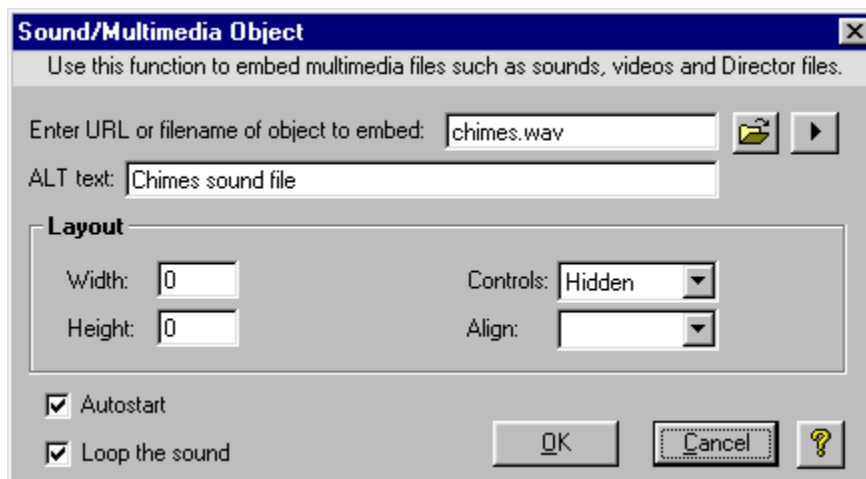 Sound/Multimedia Object
Use this function to embed multimedia files such as sounds, videos and Director files.
Enter URL or filename of object to embed: chimes.wav
ALT text: Chimes sound file
Layout
Width: 0 Controls: Hidden
Height: 0 Align:
Autostart
Loop the sound OK Cancel ?